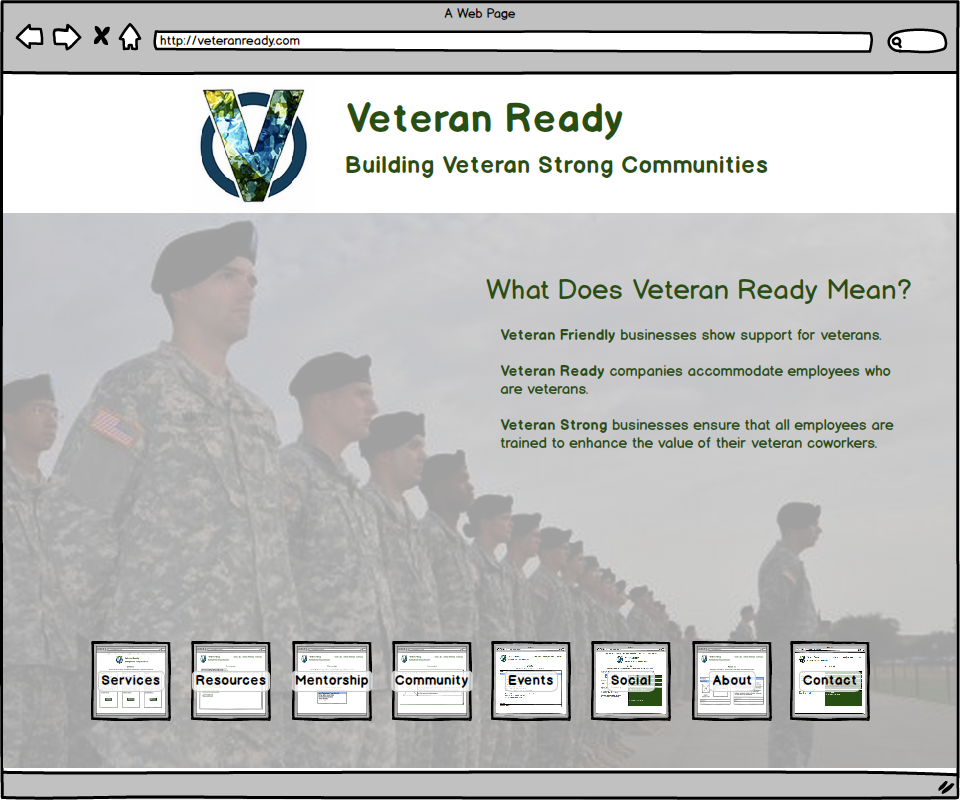 A Web Page
http://veteranready.com
Veteran Ready
Building Veteran Strong Communities
What Does Veteran Ready Mean?
Veteran Friendly businesses show support for veterans.
Veteran Ready companies accommodate employees who
are veterans.
Veteran Strong businesses ensure that all employees are
trained to enhance the value of their veteran coworkers.
Services
Resources
Mentorship
Community
Events
Social
About
Contact